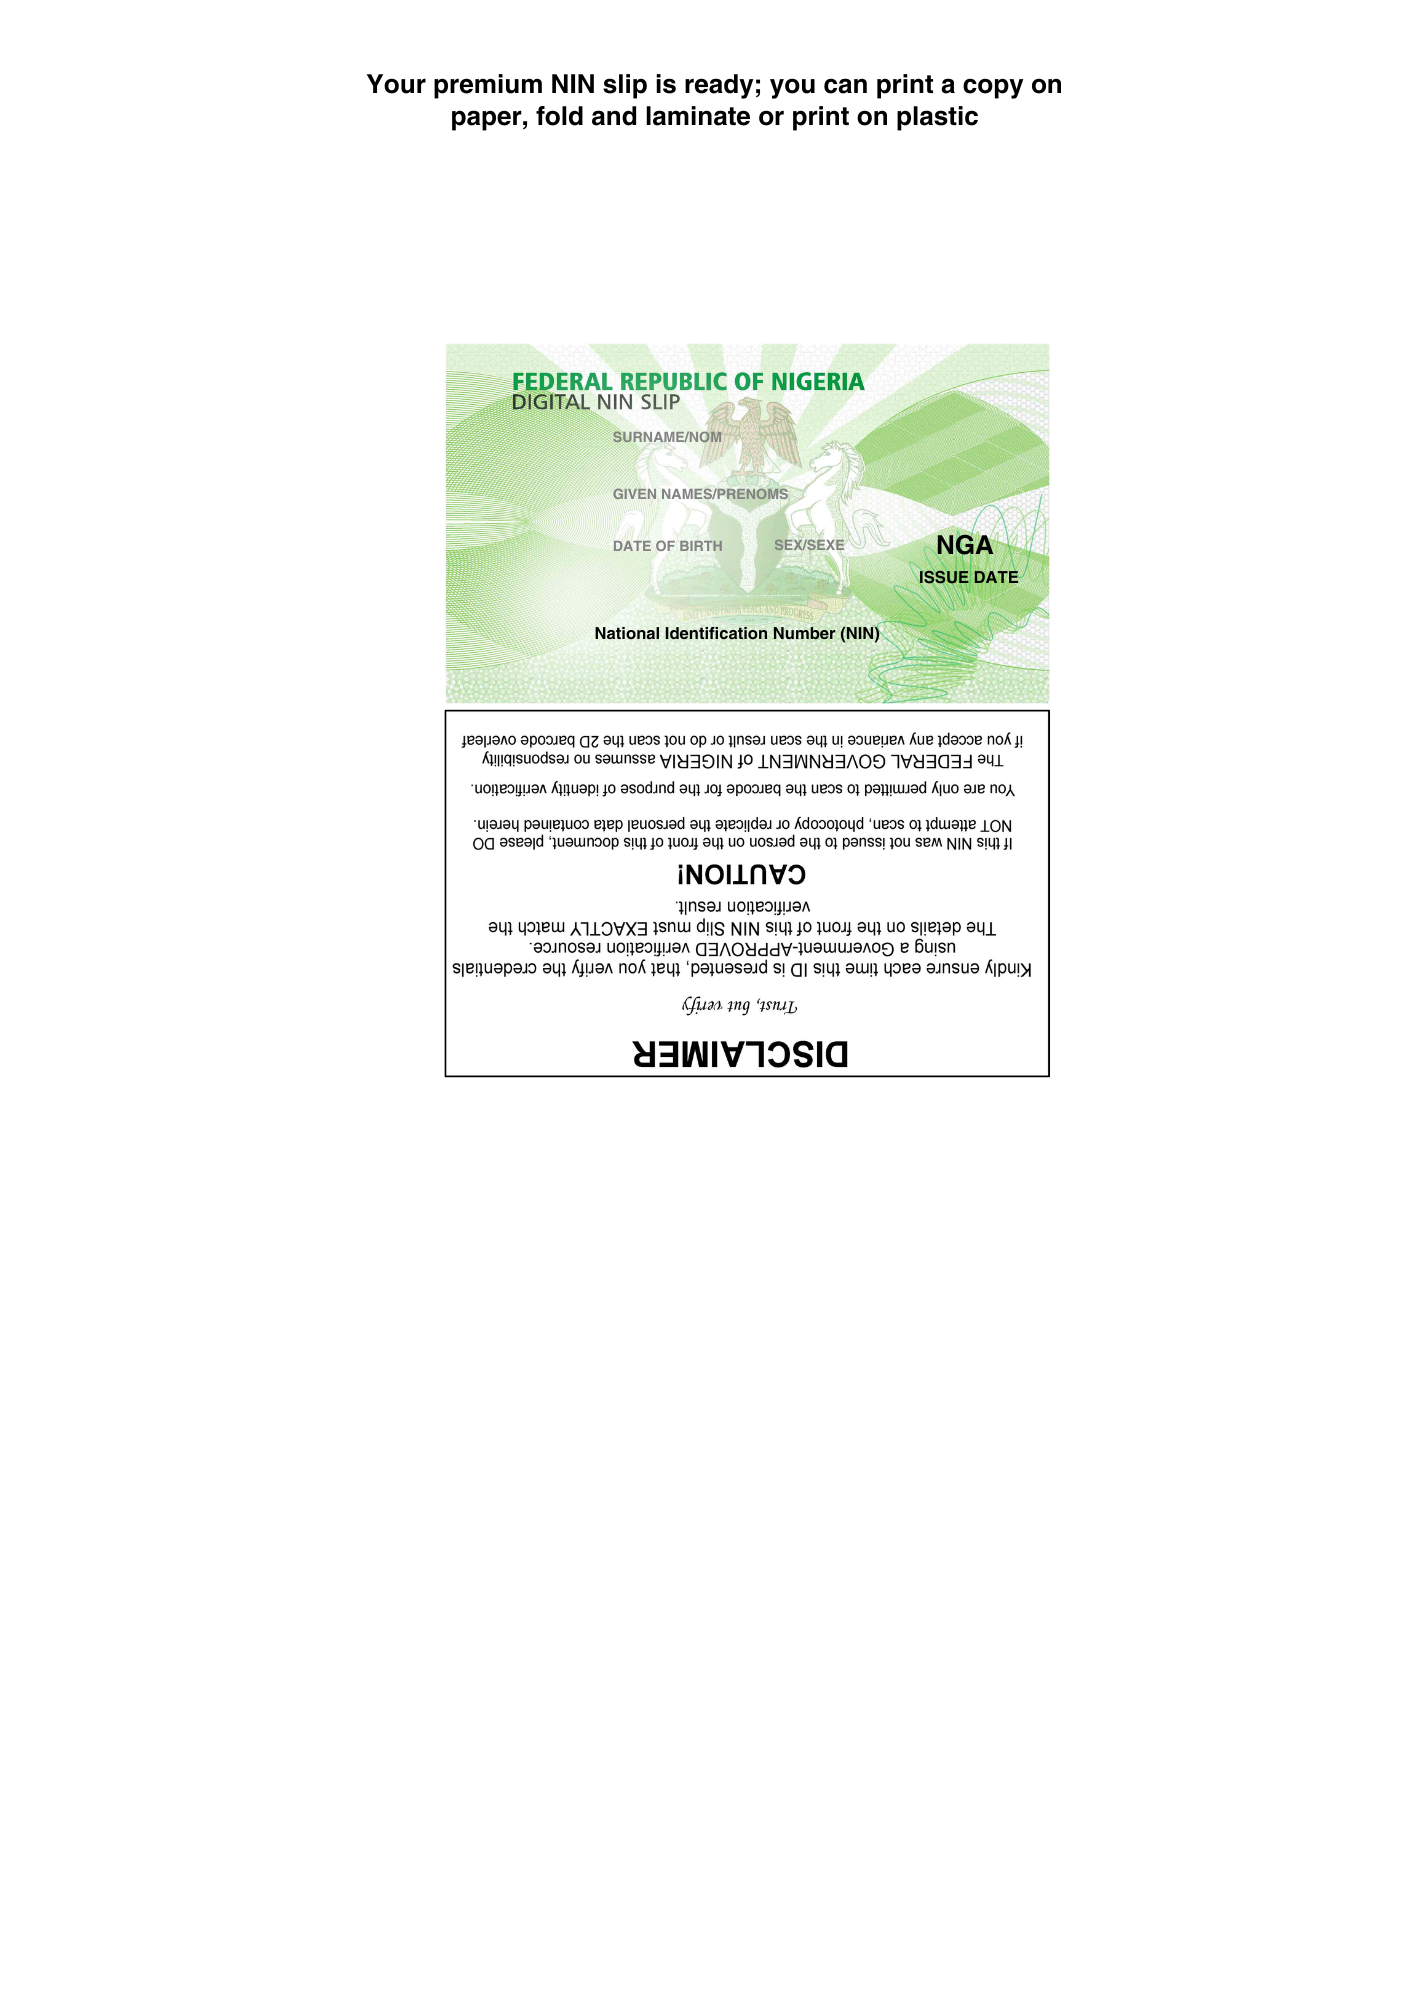 Your premium NIN slip is ready; you can print a copy on
paper, fold and laminate or print on plastic
FEDERAL REPUBLIC OF NIGERIA
DIGITAL NIN SLIP
SURNAME/NOM
GIVEN NAMES/PRENOMS
DATE OF BIRTH
SEX/SEXE
NGA
ISSUE DATE
UNITY AND FAITH PEACE AND PROGRESS
National Identification Number (NIN)
DISCLAIMER
Trust, but verify
Kindly ensure each time this ID is presented, that you verify the credentials
using a Government-APPROVED verification resource.
The details on the front of this NIN Slip must EXACTLY match the
verification result.
CAUTION!
If this NIN was not issued to the person on the front of this document, please DO
NOT attempt to scan, photocopy or replicate the personal data contained herein.
You are only permitted to scan the barcode for the purpose of identity verification.
The FEDERAL GOVERNMENT of NIGERIA assumes no responsibility
if you accept any variance in the scan result or do not scan the 2D barcode overleaf